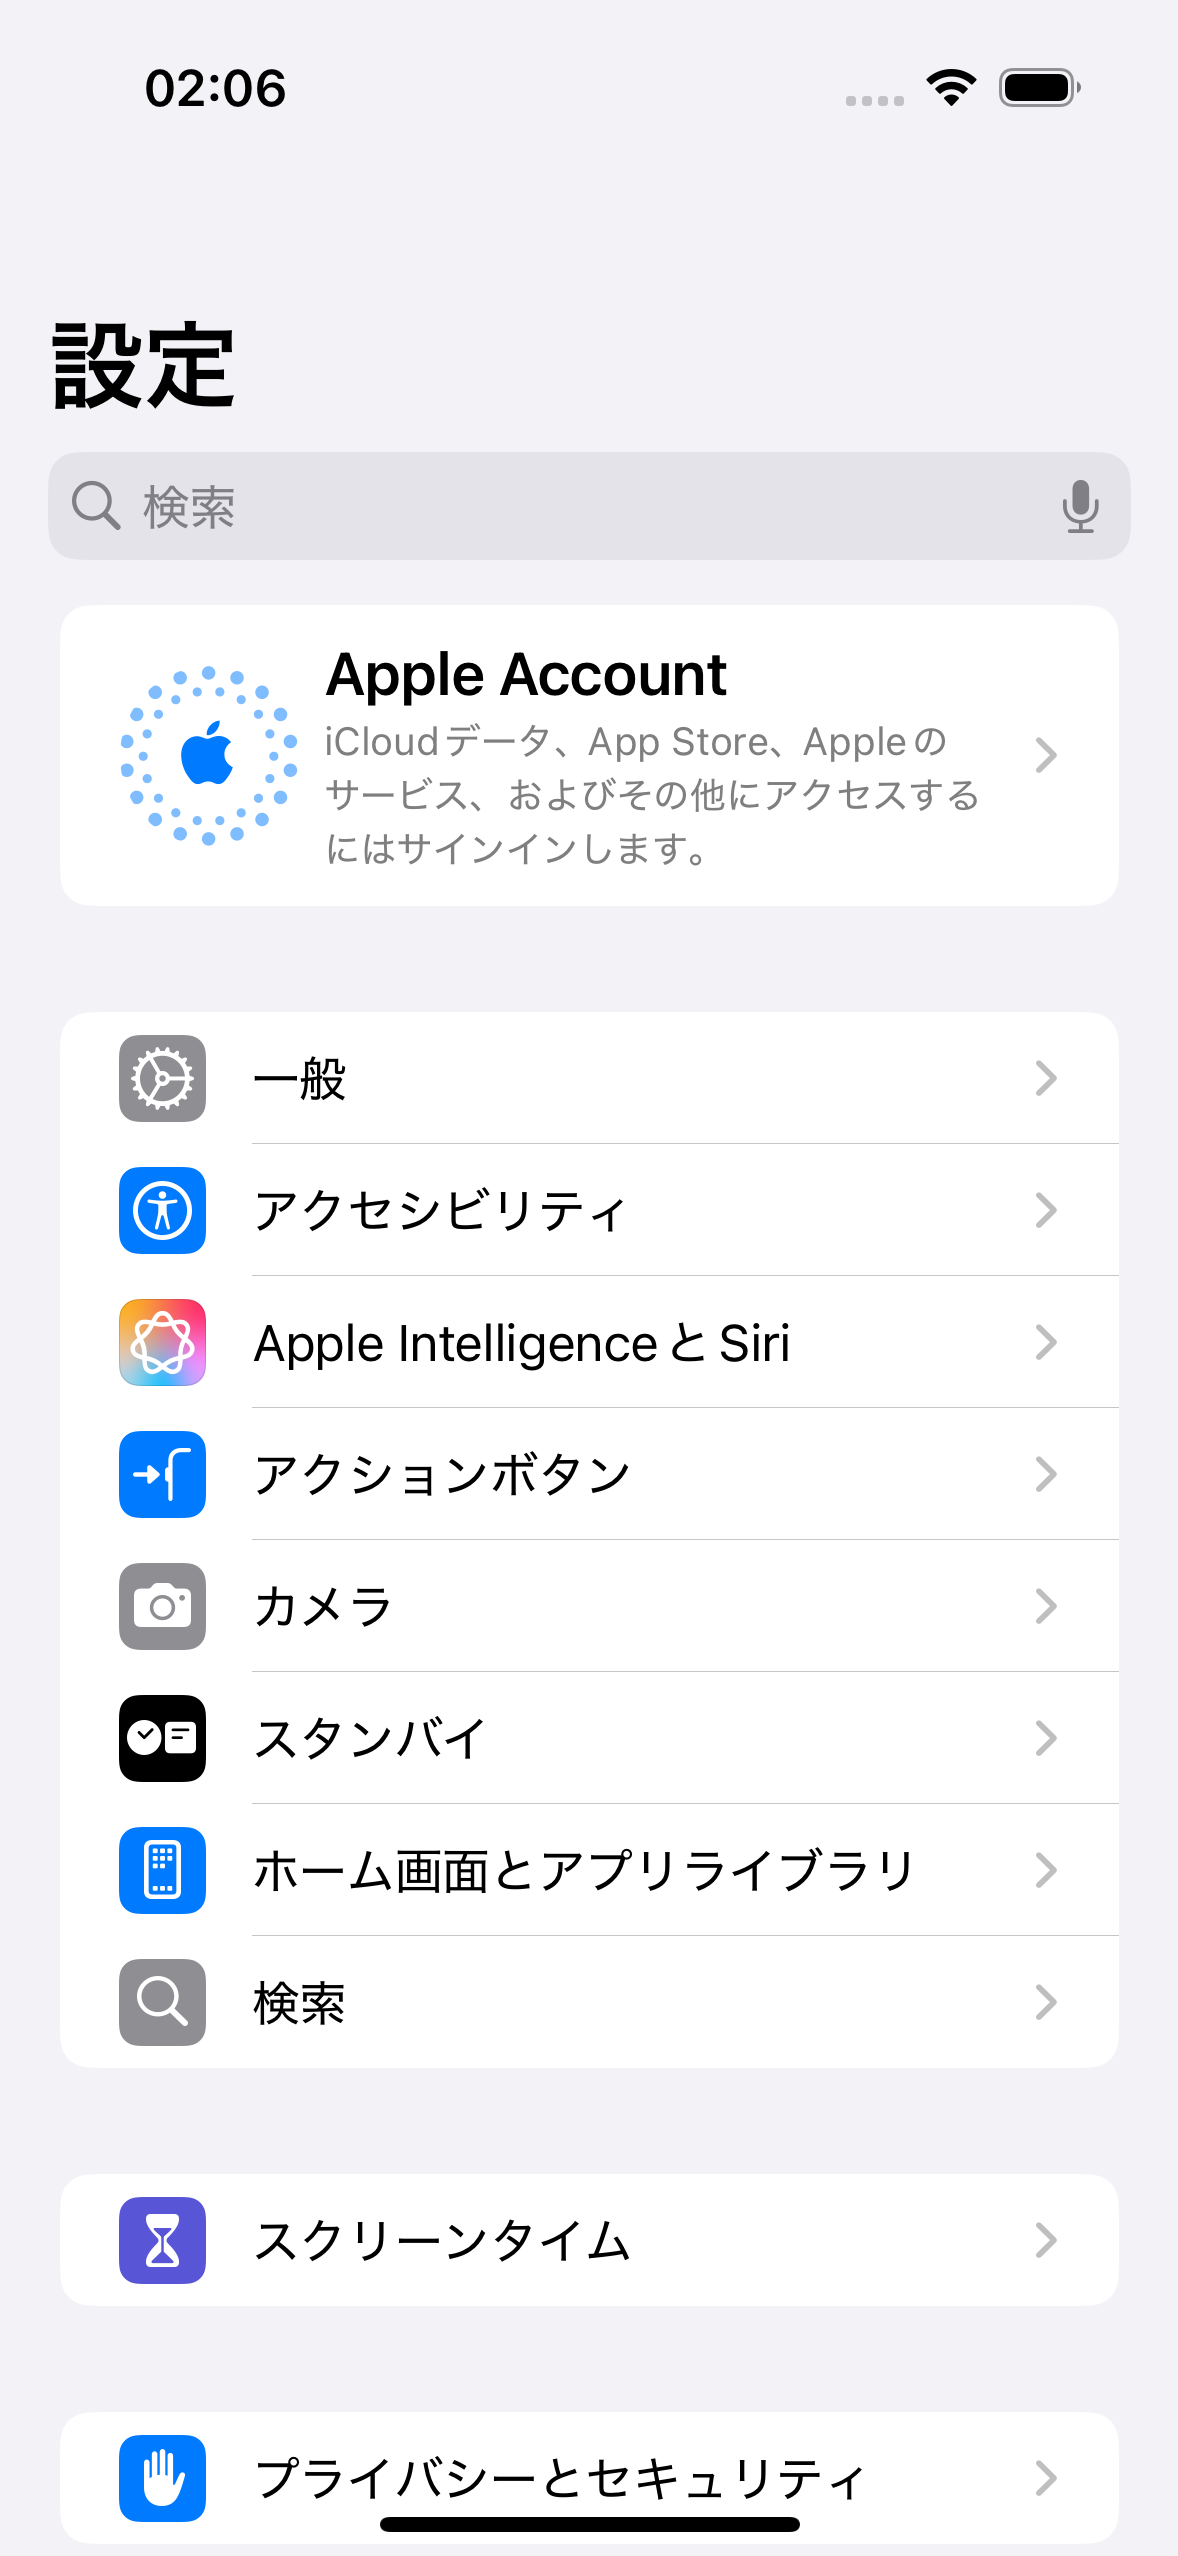 02:06
設定
検索
Apple Account
iCloudデータ、App Store、Appleの
サービス、およびその他にアクセスする
にはサインインします。
一般
アクセシビリティ
Apple IntelligenceとSiri
アクションボタン
カメラ
スタンバイ
ホーム画面とアプリライブラリ
検索
スクリーンタイム
プライバシーとセキュリティ